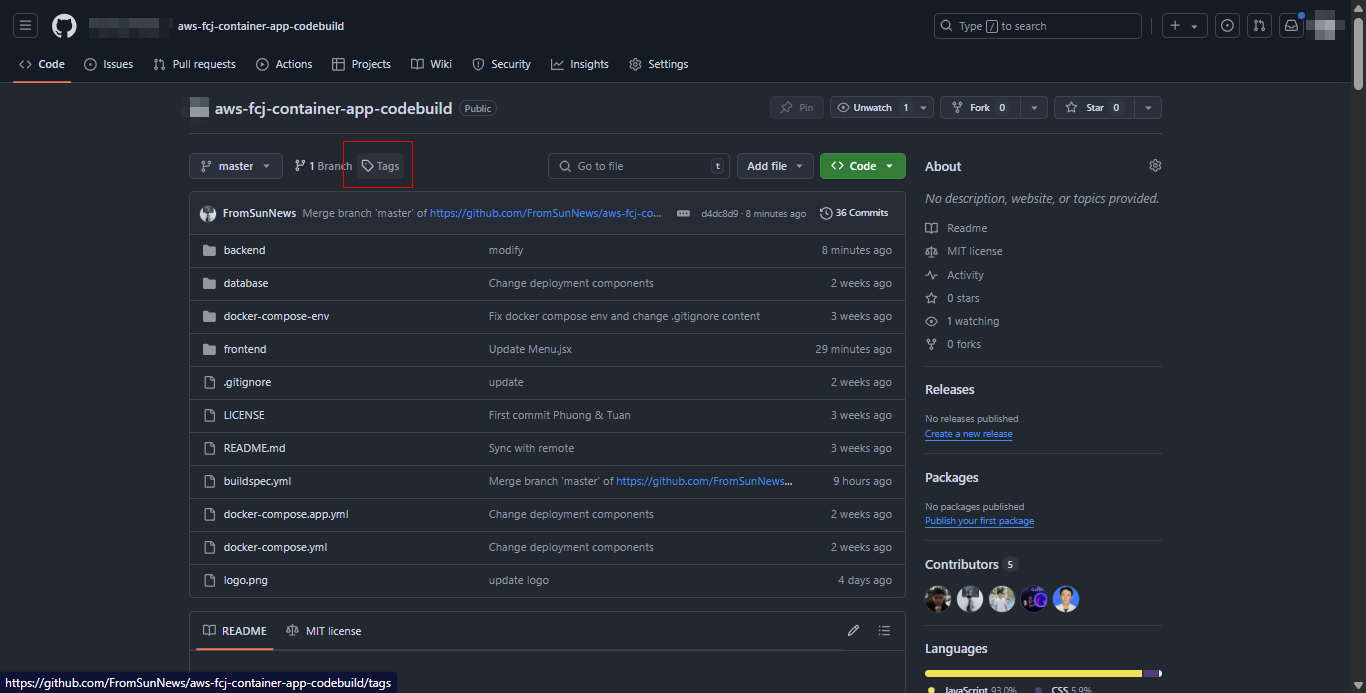 aws-fcj-container-app-codebuild
Type / to search
Code Issues Pull requests Actions Projects Wiki Security Insights Settings
aws-fcj-container-app-codebuild Public
Pin Unwatch 1 Fork 0 Star 0
master 1 Branch Tags Go to file t Add file Code
FromSunNews Merge branch 'master' of https://github.com/FromSunNews/aws-fcj-co... d4dc8d9 · 8 minutes ago 36 Commits
backend modify 8 minutes ago
database Change deployment components 2 weeks ago
docker-compose-env Fix docker compose env and change .gitignore content 3 weeks ago
frontend Update Menu.jsx 29 minutes ago
.gitignore update 2 weeks ago
LICENSE First commit Phuong & Tuan 3 weeks ago
README.md Sync with remote 3 weeks ago
buildspec.yml Merge branch 'master' of https://github.com/FromSunNews... 9 hours ago
docker-compose.app.yml Change deployment components 2 weeks ago
docker-compose.yml Change deployment components 2 weeks ago
logo.png update logo 4 days ago
README MIT license
About
No description, website, or topics provided.
Readme
MIT license
Activity
0 stars
1 watching
0 forks
Releases
No releases published
Create a new release
Packages
No packages published
Publish your first package
Contributors 5
Languages
JavaScript 93.0% CSS 5.9%
https://github.com/FromSunNews/aws-fcj-container-app-codebuild/tags